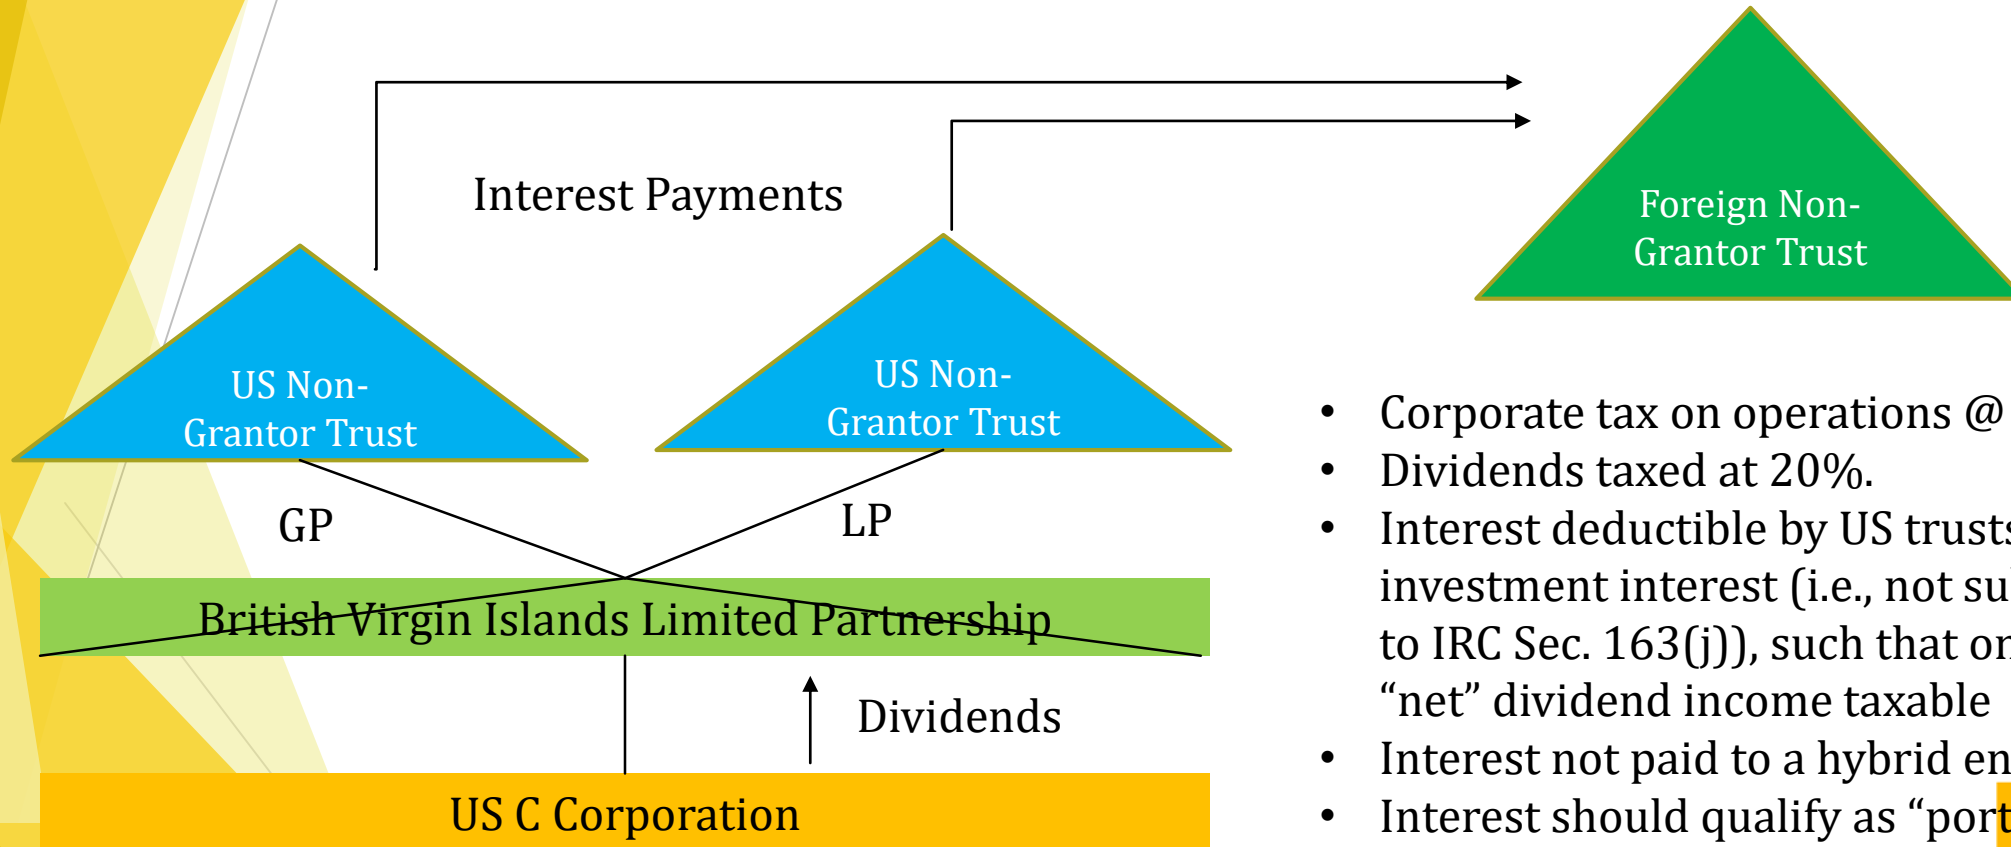 Interest Payments
Foreign Non-
Grantor Trust
US Non-
Grantor Trust
US Non-
Grantor Trust
GP
LP
British Virgin Islands Limited Partnership
Dividends
US C Corporation
• Corporate tax on operations @
• Dividends taxed at 20%.
• Interest deductible by US trusts
investment interest (i.e., not su
to IRC Sec. 163(j)), such that on
“net” dividend income taxable
• Interest not paid to a hybrid en
• Interest should qualify as “port